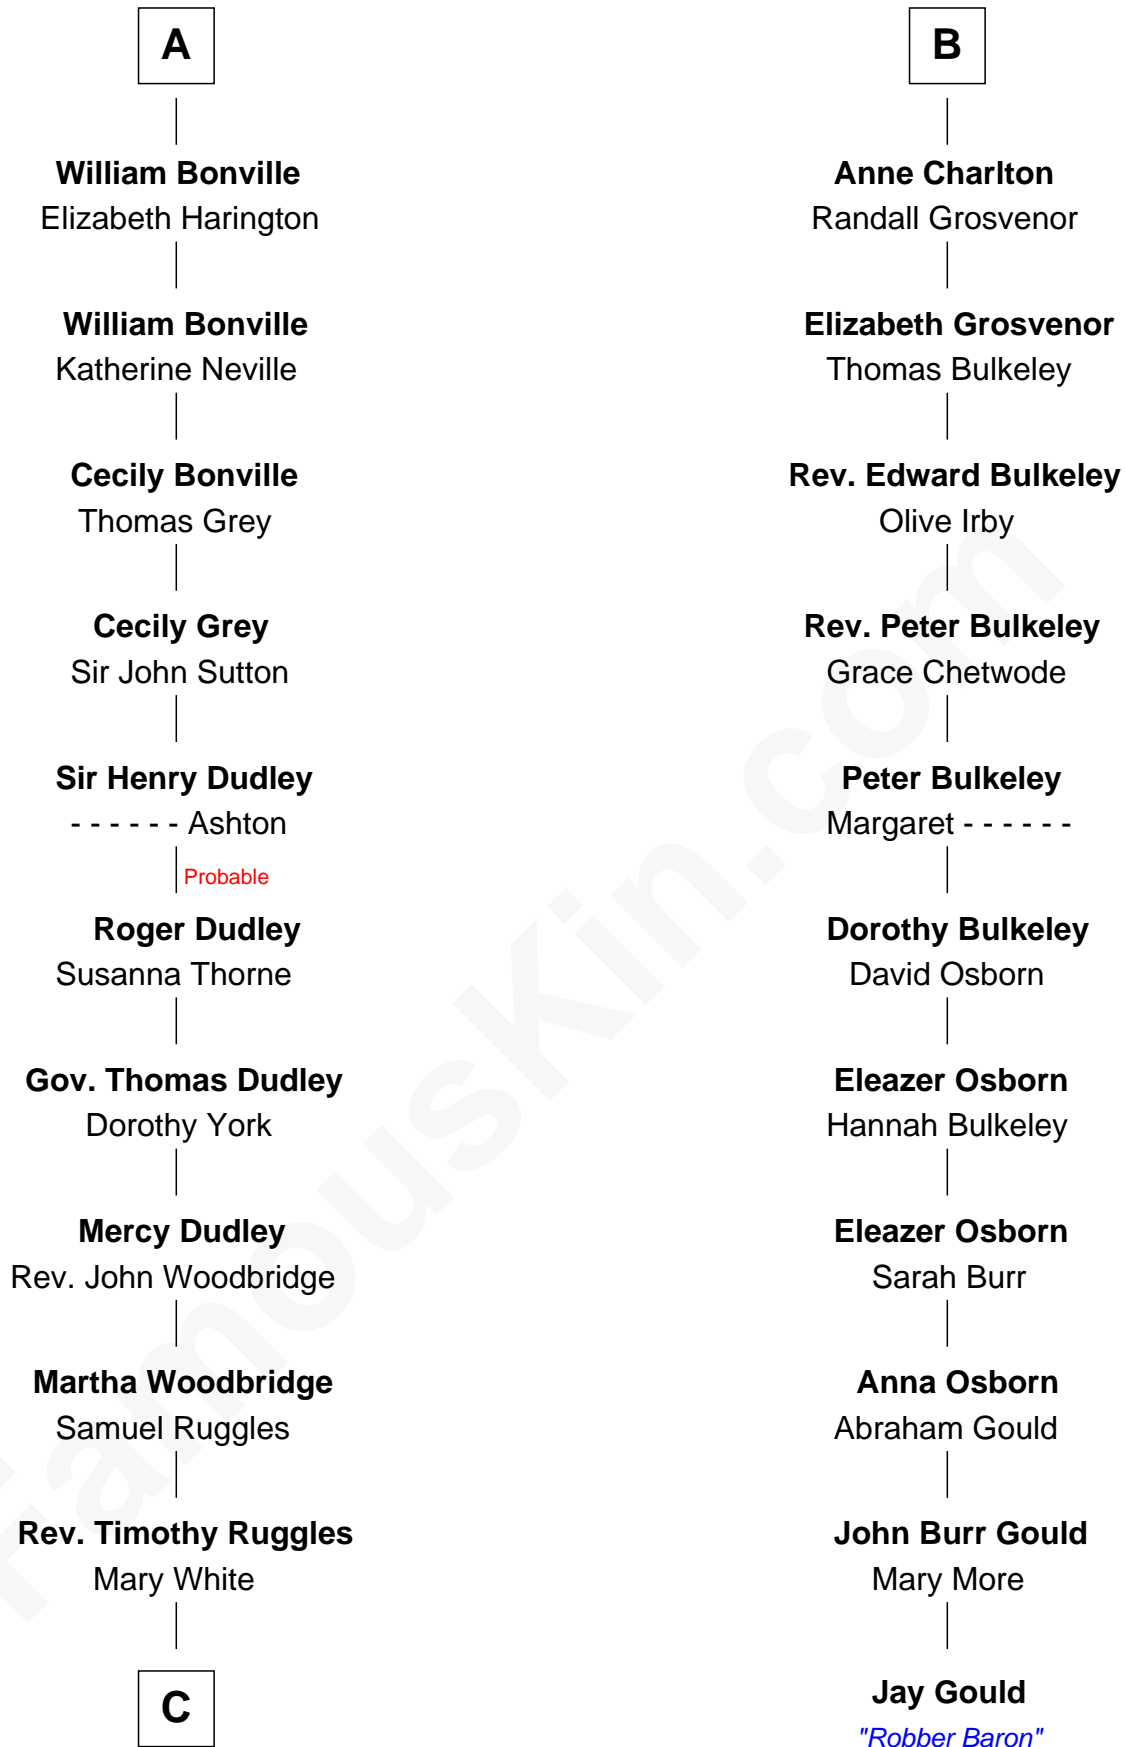 A
William Bonville
Elizabeth Harington
William Bonville
Katherine Neville
Cecily Bonville
Thomas Grey
Cecily Grey
Sir John Sutton
Sir Henry Dudley
- - - - - - Ashton
Probable
Roger Dudley
Susanna Thorne
Gov. Thomas Dudley
Dorothy York
Mercy Dudley
Rev. John Woodbridge
Martha Woodbridge
Samuel Ruggles
Rev. Timothy Ruggles
Mary White
C
B
Anne Charlton
Randall Grosvenor
Elizabeth Grosvenor
Thomas Bulkeley
Rev. Edward Bulkeley
Olive Irby
Rev. Peter Bulkeley
Grace Chetwode
Peter Bulkeley
Margaret - - - - - -
Dorothy Bulkeley
David Osborn
Eleazer Osborn
Hannah Bulkeley
Eleazer Osborn
Sarah Burr
Anna Osborn
Abraham Gould
John Burr Gould
Mary More
Jay Gould
"Robber Baron"
FamousKin.com